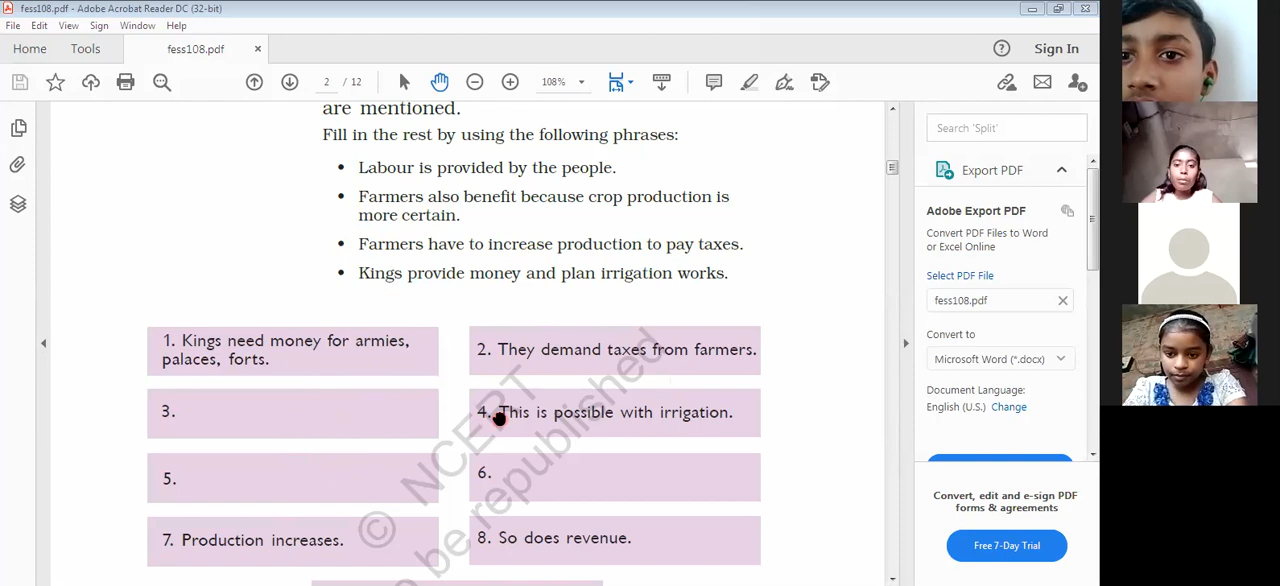 fess108.pdf - Adobe Acrobat Reader DC (32-bit)
File Edit View Sign Window Help
Home Tools fess108.pdf Sign In
2 / 12 108%
are mentioned.
Fill in the rest by using the following phrases:
• Labour is provided by the people.
• Farmers also benefit because crop production is
more certain.
• Farmers have to increase production to pay taxes.
• Kings provide money and plan irrigation works.
1. Kings need money for armies,
palaces, forts.
2. They demand taxes from farmers.
3.
4. This is possible with irrigation.
5.
6.
7. Production increases.
8. So does revenue.
© NCERT
be republished
Search 'Split'
Export PDF
Adobe Export PDF
Convert PDF Files to Word
or Excel Online
Select PDF File
fess108.pdf
Convert to
Microsoft Word (*.docx)
Document Language:
English (U.S.) Change
Convert, edit and e-sign PDF
forms & agreements
Free 7-Day Trial